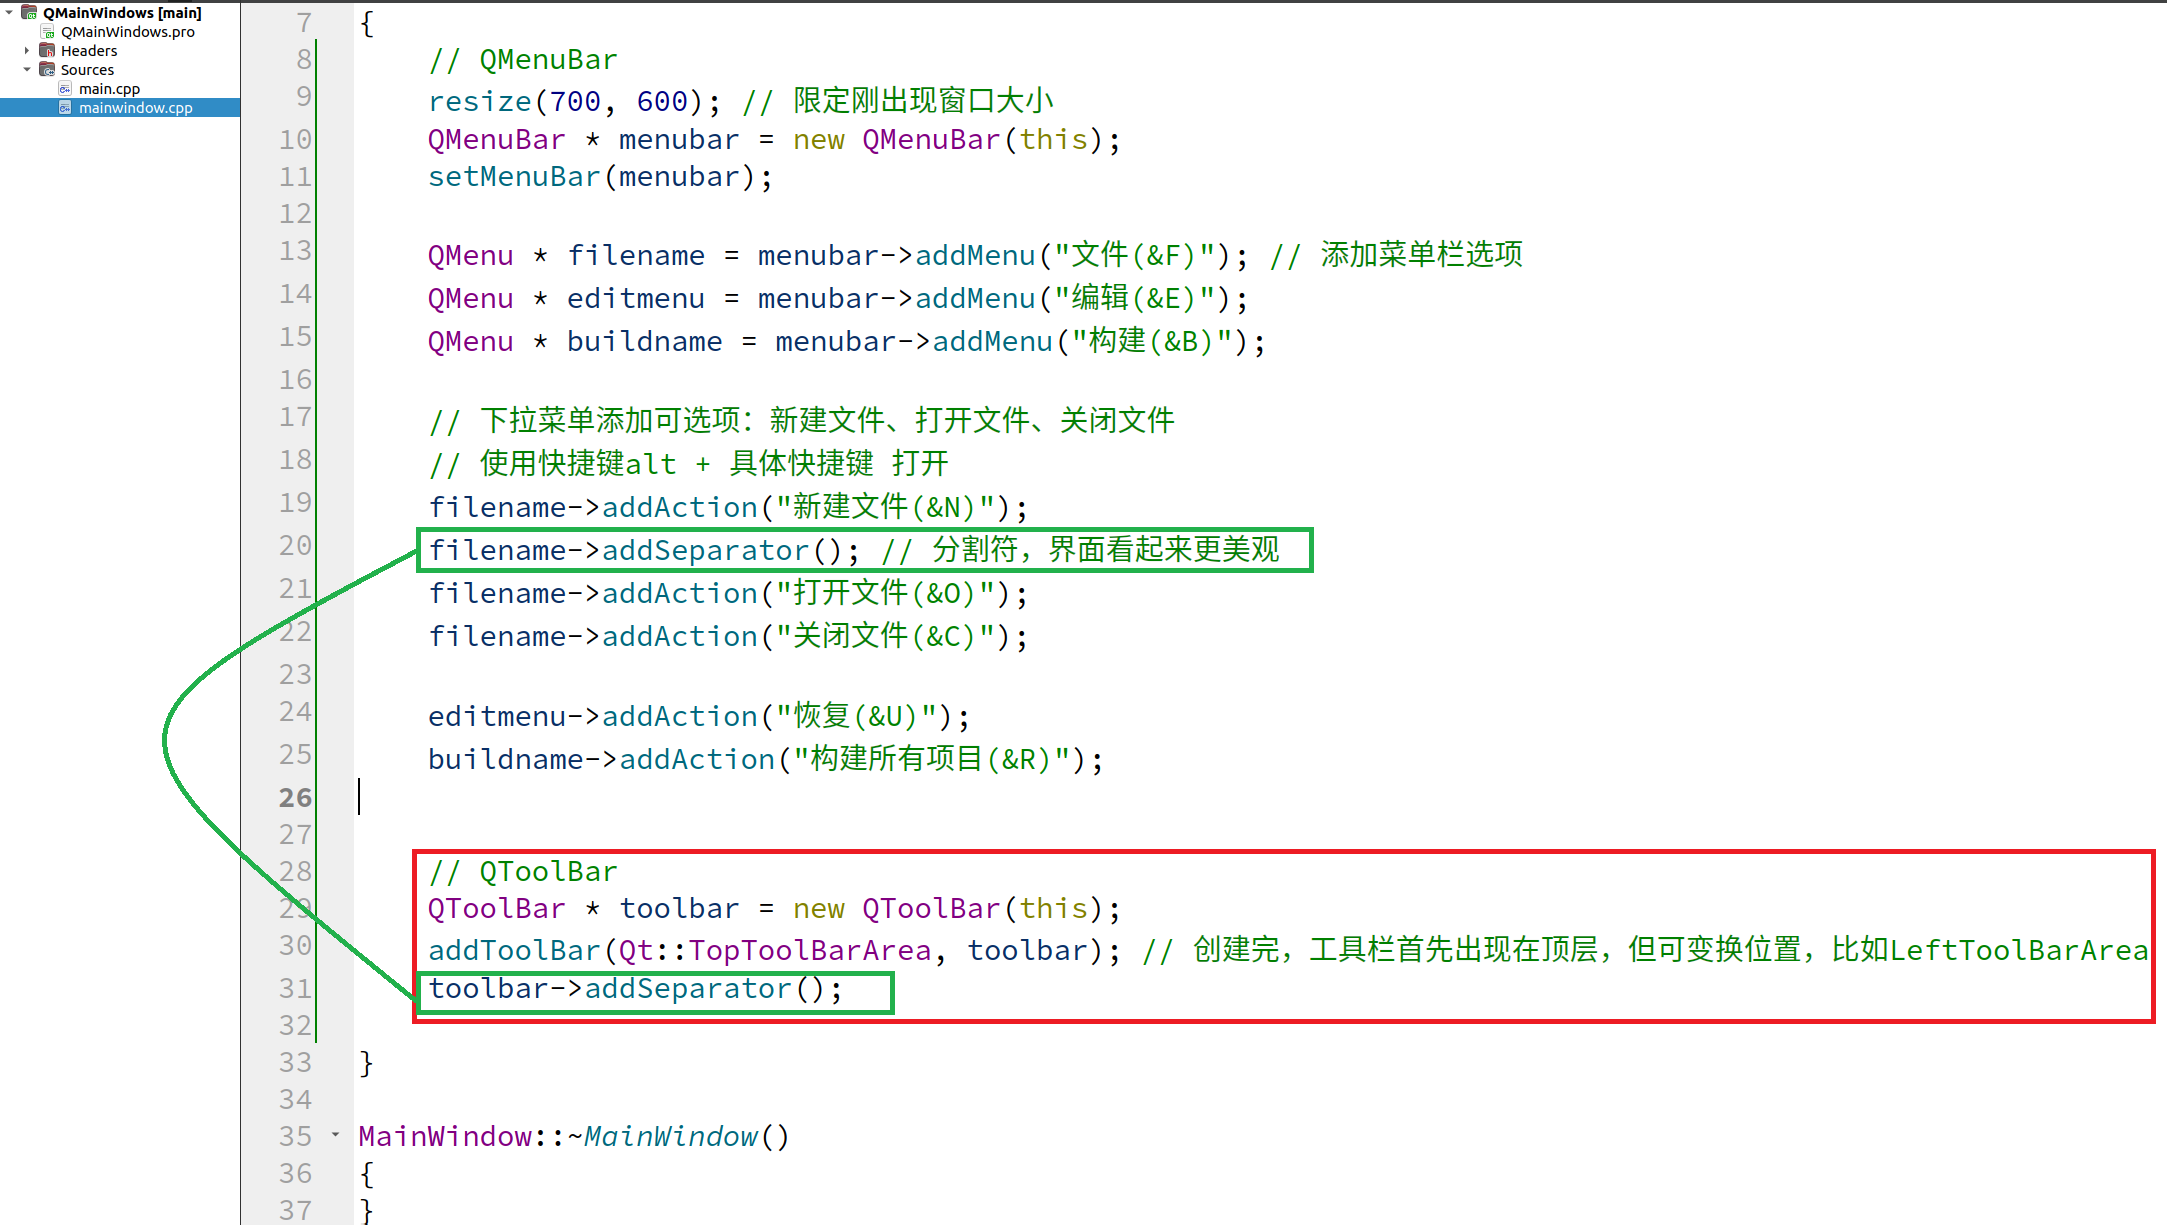 QMainWindows [main]
QMainWindows.pro
Headers
Sources
main.cpp
mainwindow.cpp
7 {
8 // QMenuBar
9 resize(700, 600); // 限定刚出现窗口大小
10 QMenuBar * menubar = new QMenuBar(this);
11 setMenuBar(menubar);
12
13 QMenu * filename = menubar->addMenu("文件(&F)"); // 添加菜单栏选项
14 QMenu * editmenu = menubar->addMenu("编辑(&E)");
15 QMenu * buildname = menubar->addMenu("构建(&B)");
16
17 // 下拉菜单添加可选项：新建文件、打开文件、关闭文件
18 // 使用快捷键alt + 具体快捷键 打开
19 filename->addAction("新建文件(&N)");
20 filename->addSeparator(); // 分割符，界面看起来更美观
21 filename->addAction("打开文件(&O)");
22 filename->addAction("关闭文件(&C)");
23
24 editmenu->addAction("恢复(&U)");
25 buildname->addAction("构建所有项目(&R)");
26
27
28 // QToolBar
29 QToolBar * toolbar = new QToolBar(this);
30 addToolBar(Qt::TopToolBarArea, toolbar); // 创建完，工具栏首先出现在顶层，但可变换位置，比如LeftToolBarArea
31 toolbar->addSeparator();
32
33 }
34
35 MainWindow::~MainWindow()
36 {
37 }